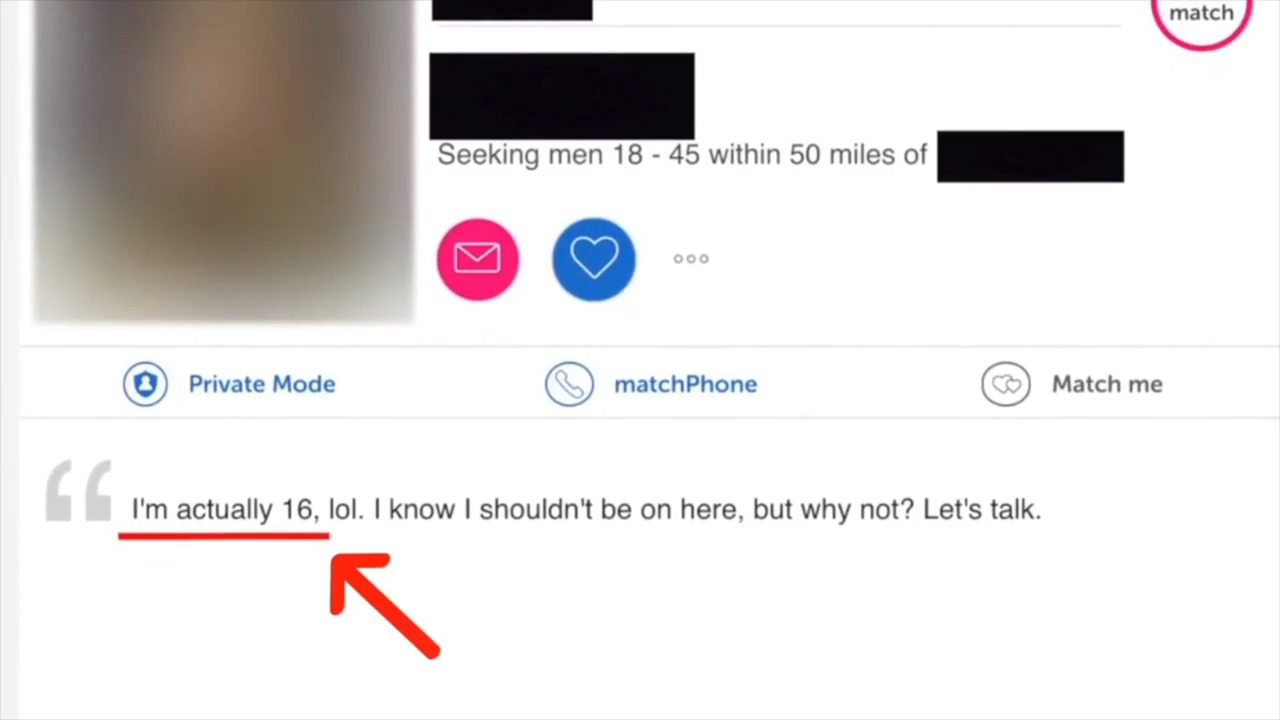 match
Seeking men 18 - 45 within 50 miles of
Private Mode
matchPhone
Match me
I'm actually 16, lol. I know I shouldn't be on here, but why not? Let's talk.